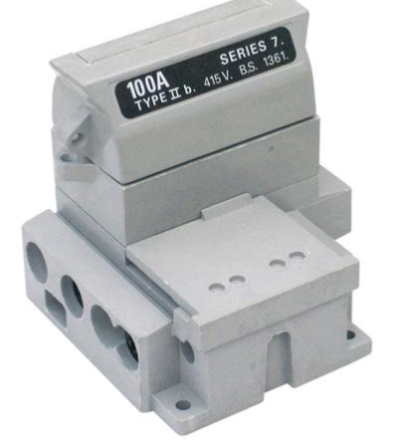 SERIES 7.
100A
TYPE II b. 415V. B.S. 1361.